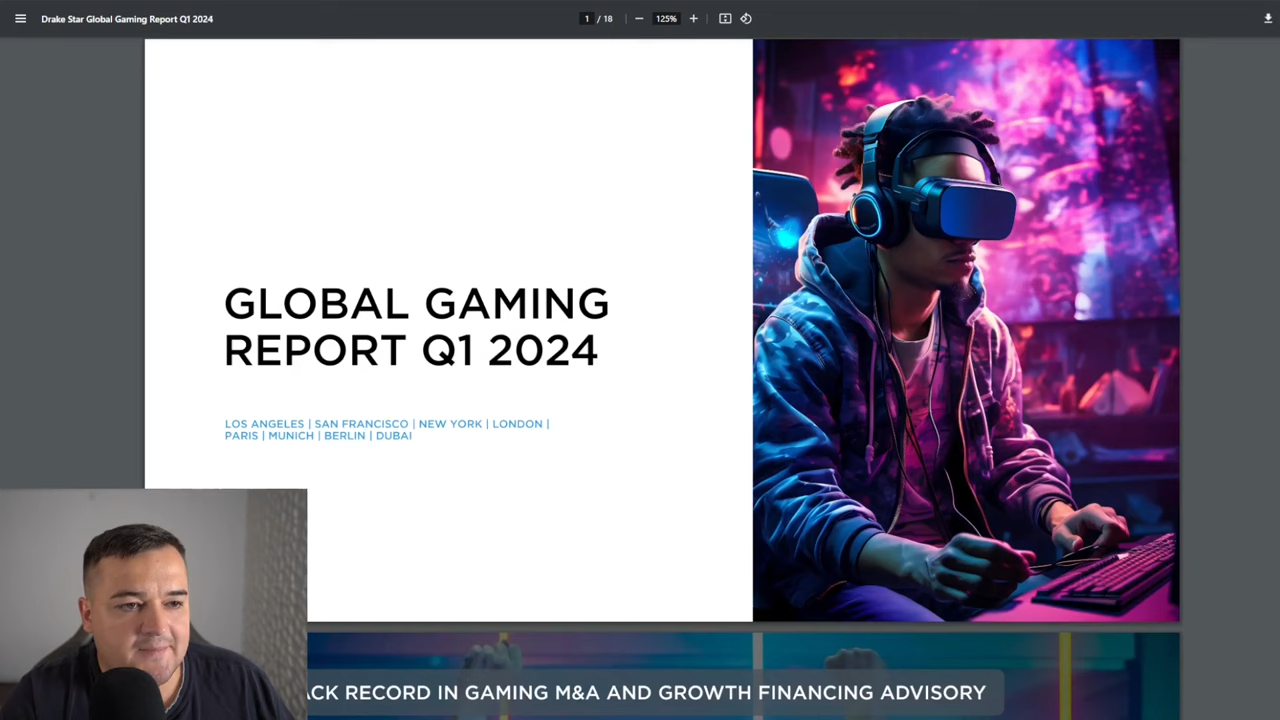 Drake Star Global Gaming Report Q1 2024
1 / 18
125%
GLOBAL GAMING
REPORT Q1 2024
LOS ANGELES | SAN FRANCISCO | NEW YORK | LONDON |
PARIS | MUNICH | BERLIN | DUBAI
RECORD IN GAMING M&A AND GROWTH FINANCING ADVISORY